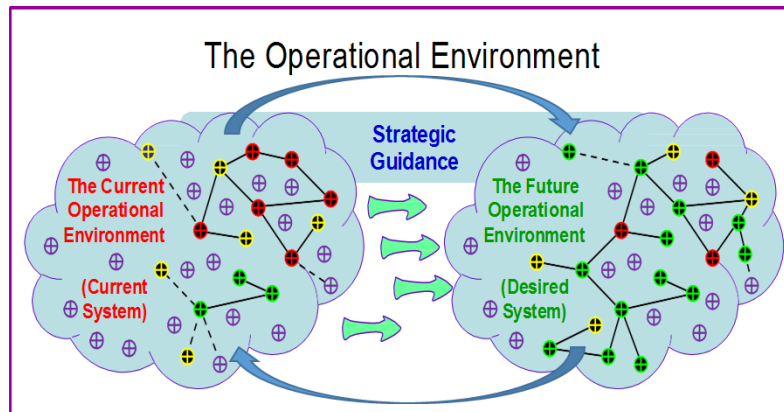 The Operational Environment
Strategic
Guidance
The Current
Operational
Environment
(Current
System)
The Future
Operational
Environment
(Desired
System)